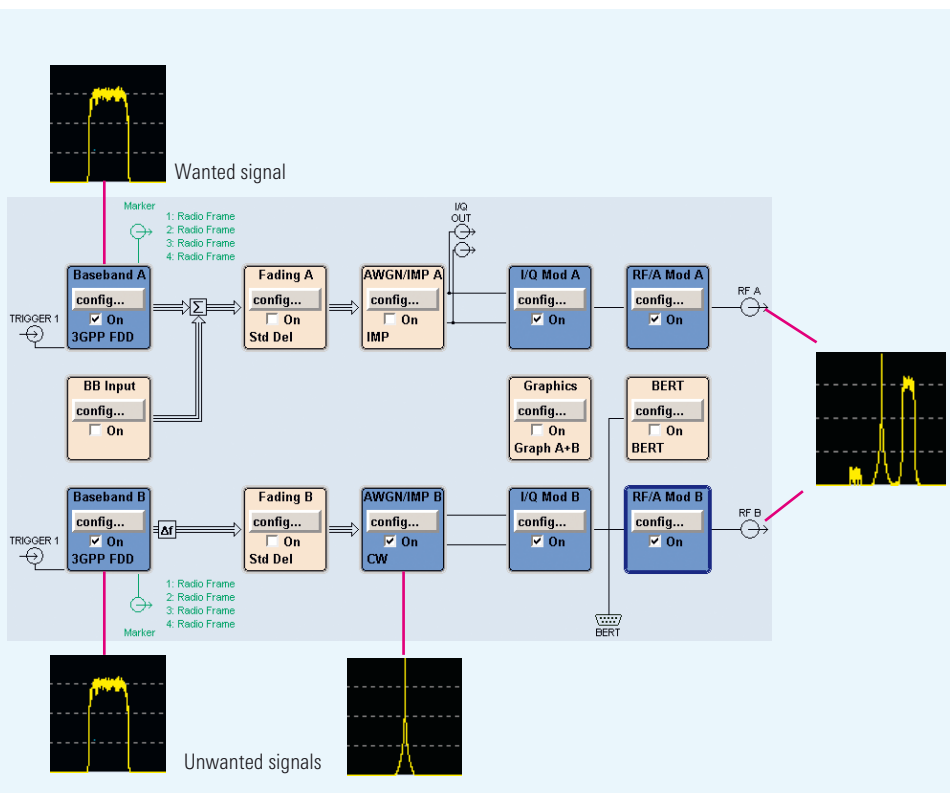 Wanted signal
Marker
1: Radio Frame
2: Radio Frame
3: Radio Frame
4: Radio Frame
I/Q
OUT
Baseband A
config...
On
3GPP FDD
TRIGGER 1
Σ
Fading A
config...
On
Std Del
AWGN/IMP A
config...
On
IMP
I/Q Mod A
config...
On
RF/A Mod A
config...
On
RF A
BB Input
config...
On
Graphics
config...
On
Graph A+B
BERT
config...
On
BERT
Baseband B
config...
On
3GPP FDD
TRIGGER 1
Δf
Fading B
config...
On
Std Del
AWGN/IMP B
config...
On
CW
I/Q Mod B
config...
On
RF/A Mod B
config...
On
RF B
1: Radio Frame
2: Radio Frame
3: Radio Frame
4: Radio Frame
Marker
BERT
Unwanted signals